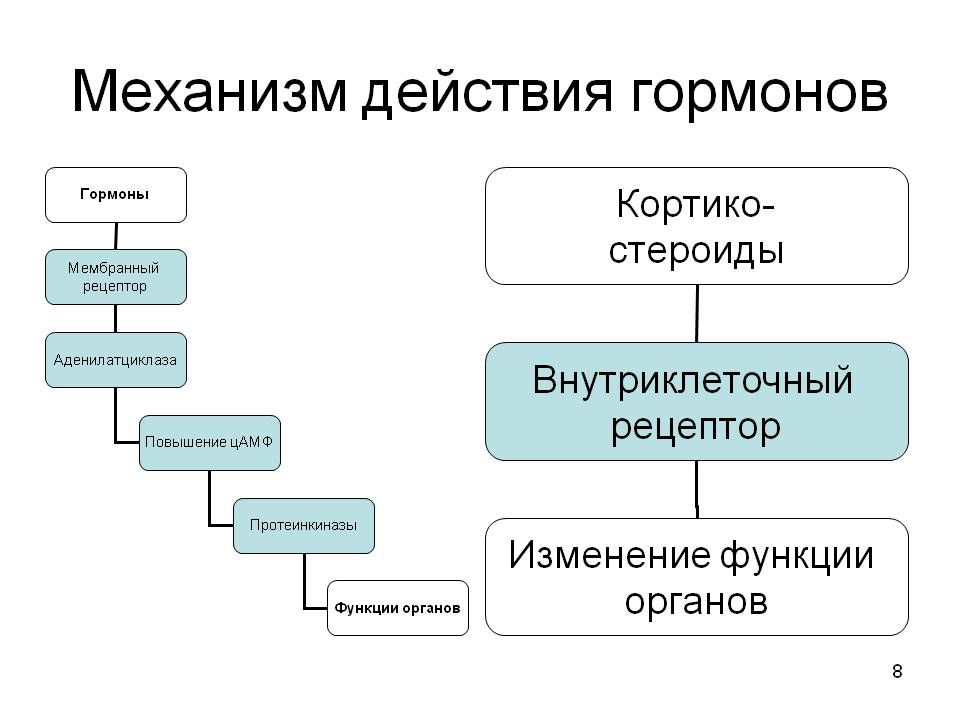 Механизм действия гормонов
Гормоны
Мембранный
рецептор
Аденилатциклаза
Повышение цАМФ
Протеинкиназы
Функции органов
Кортико-
стероиды
Внутриклеточный
рецептор
Изменение функции
органов
8